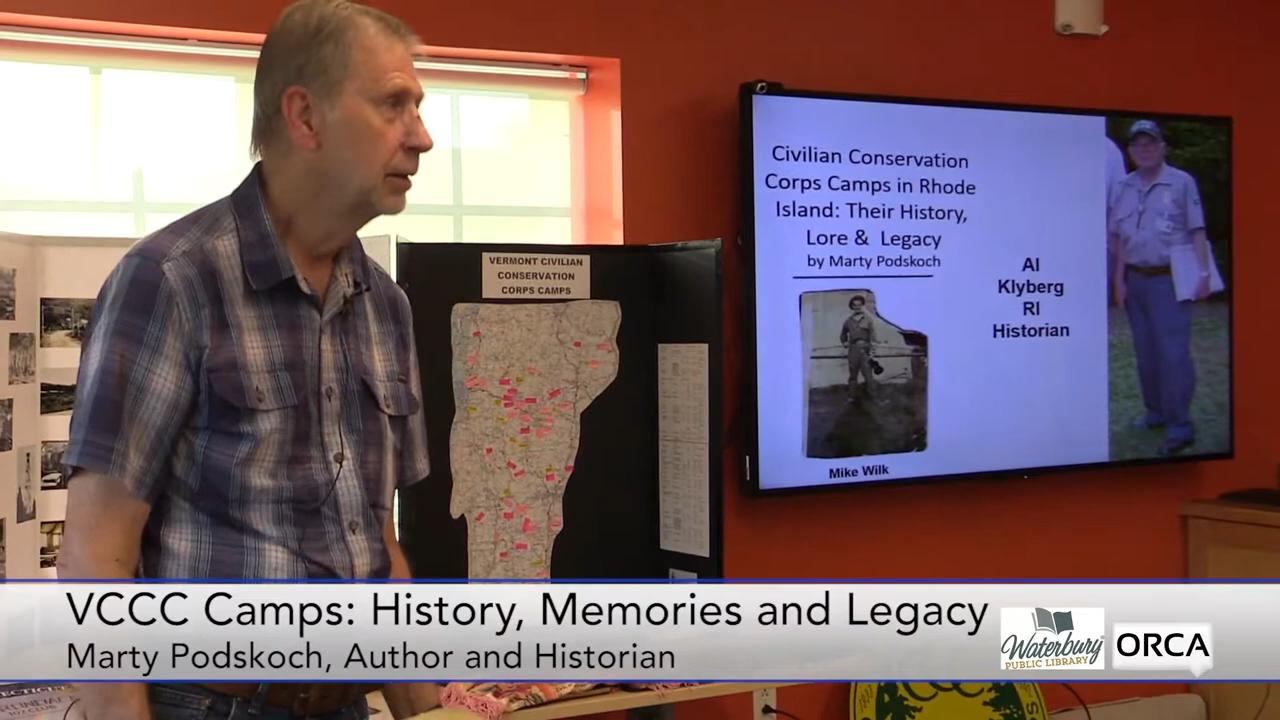 VERMONT CIVILIAN
CONSERVATION
CORPS CAMPS
Civilian Conservation
Corps Camps in Rhode
Island: Their History,
Lore & Legacy
by Marty Podskoch
Mike Wilk
Al
Klyberg
RI
Historian
VCCC Camps: History, Memories and Legacy
Marty Podskoch, Author and Historian
Waterbury
PUBLIC LIBRARY
ORCA
CCC